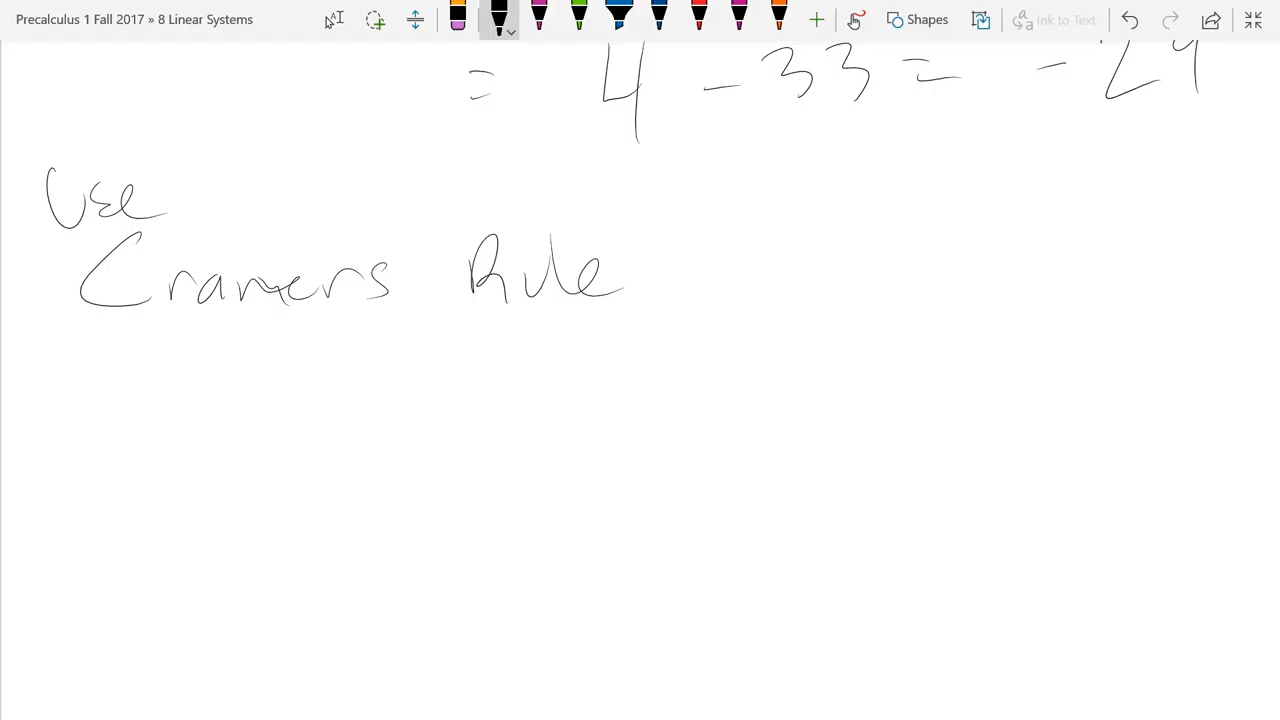 Precalculus 1 Fall 2017 » 8 Linear Systems
Shapes
Ink to Text
= 4 - 33 = - 29
Use
Cramers Rule